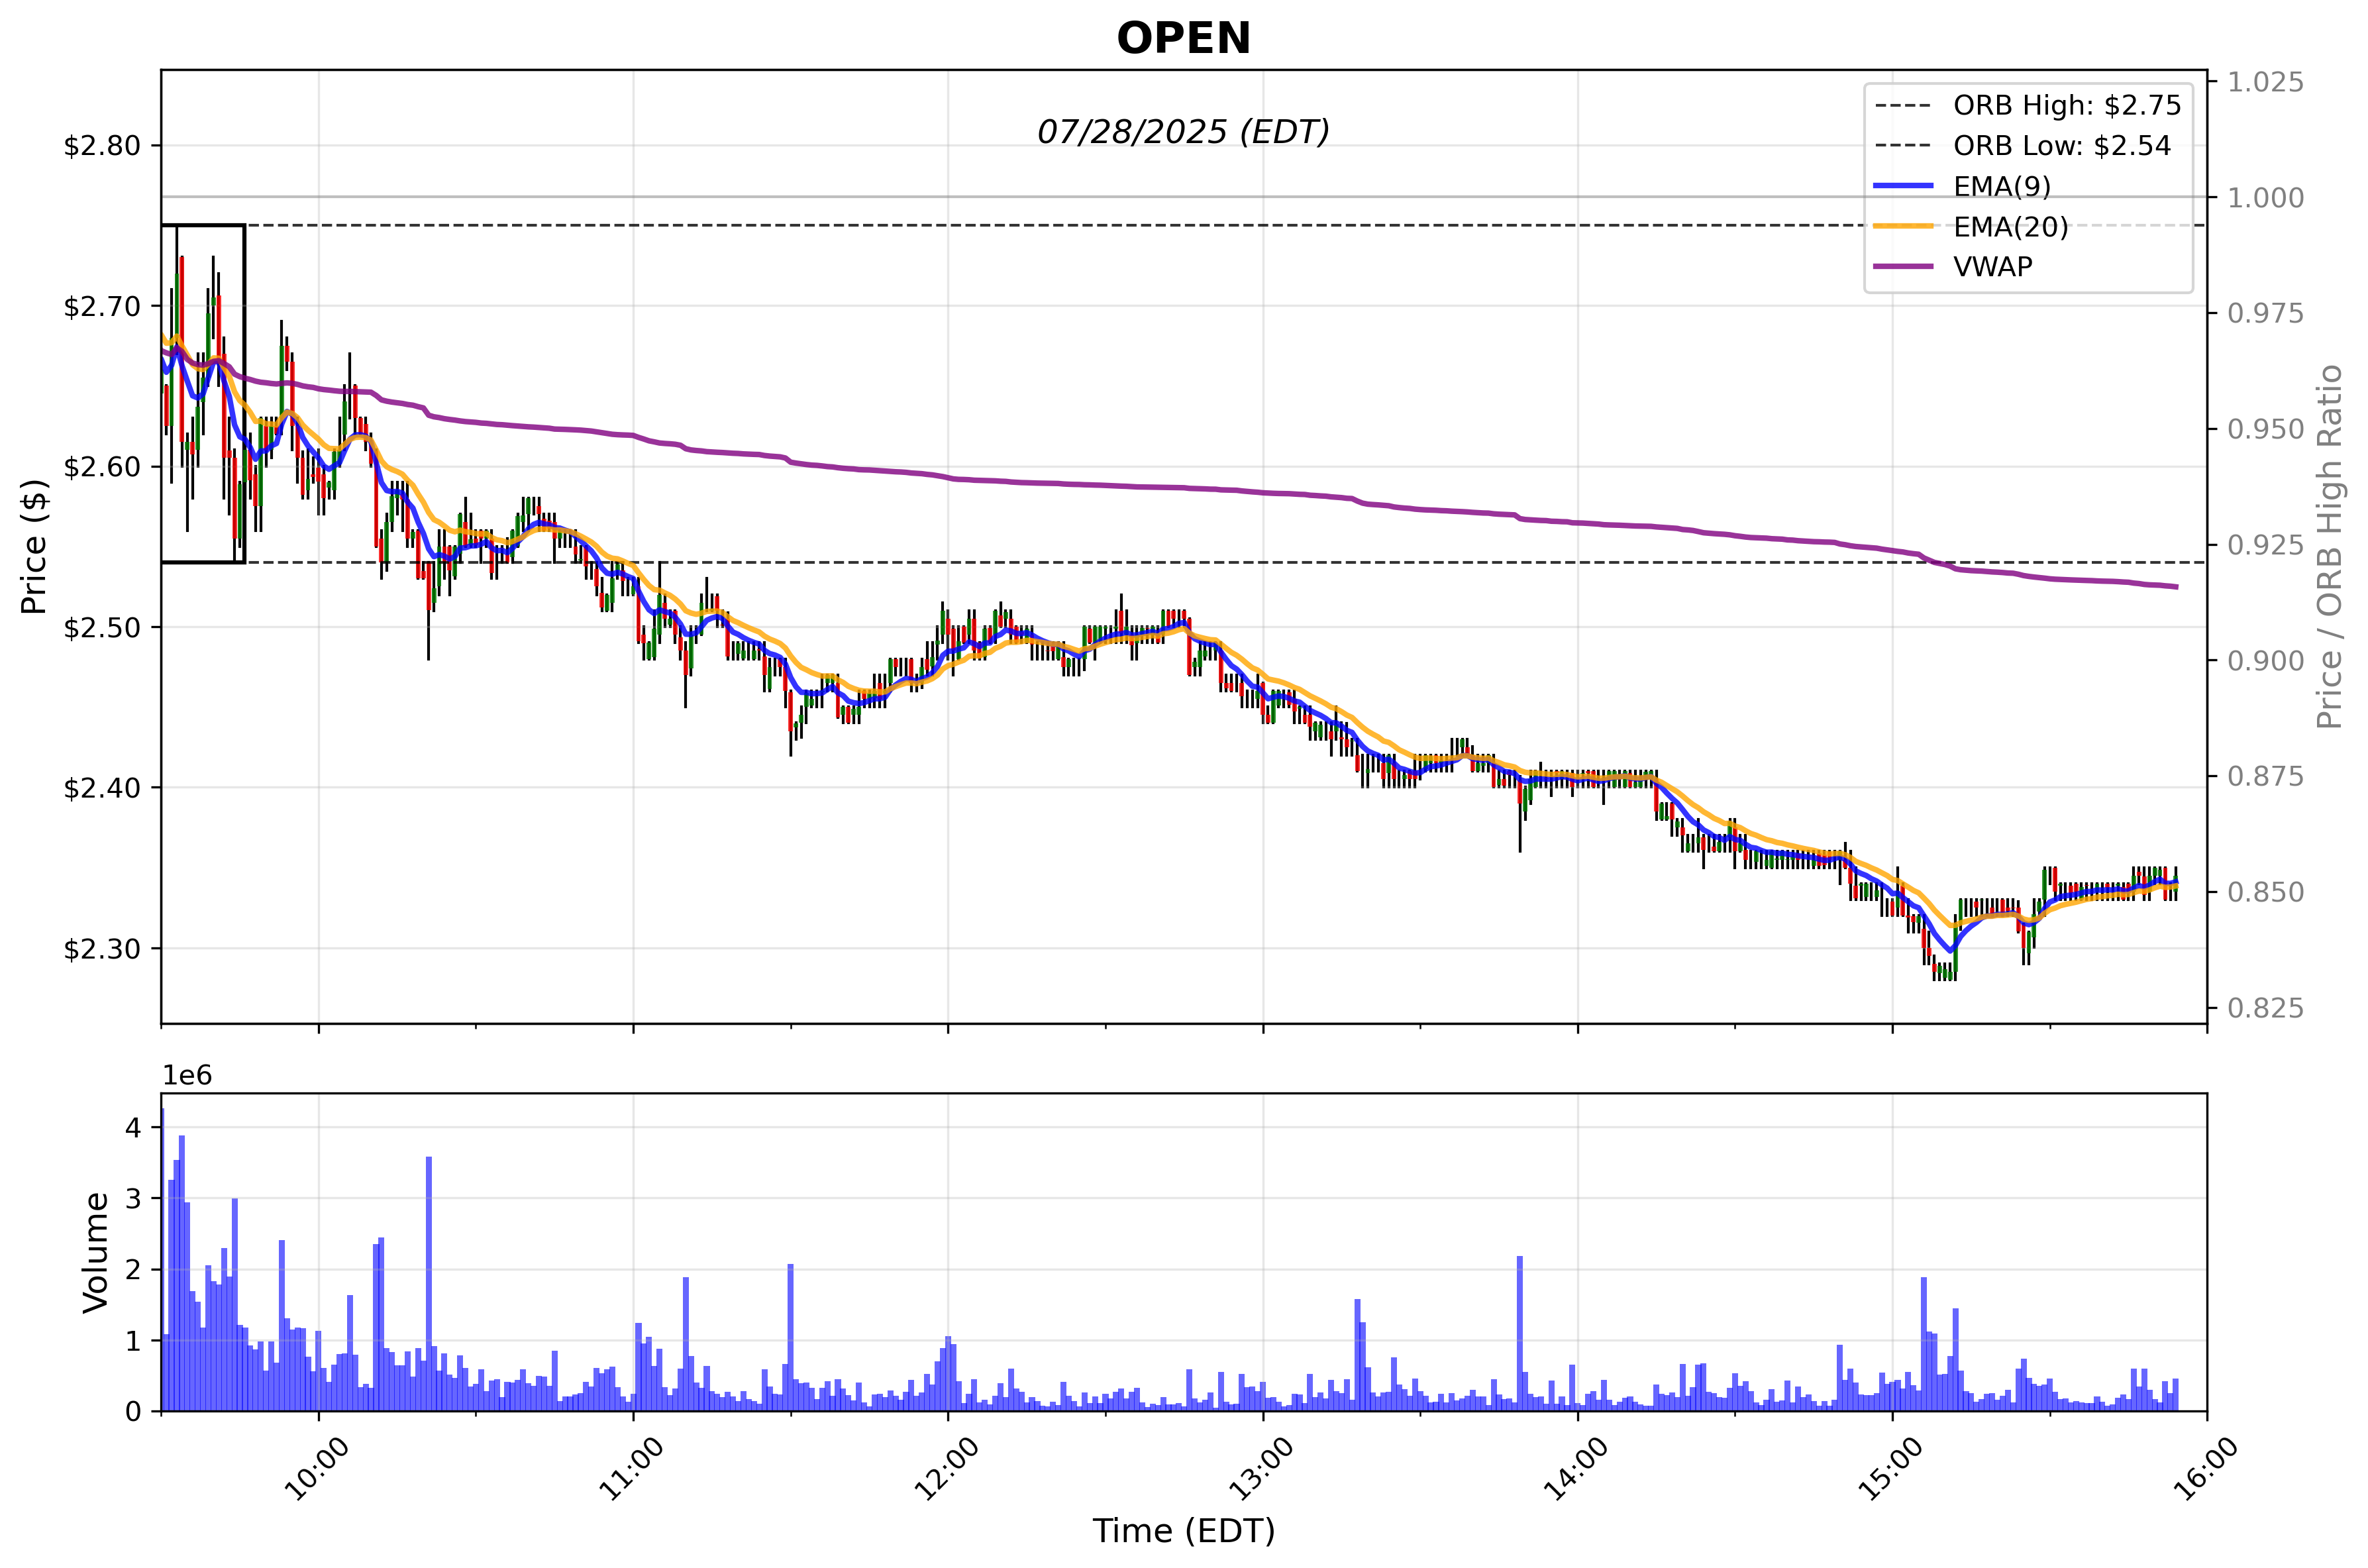 OPEN
07/28/2025 (EDT)
ORB High: $2.75
ORB Low: $2.54
EMA(9)
EMA(20)
VWAP
Price ($)
$2.80
$2.70
$2.60
$2.50
$2.40
$2.30
1.025
1.000
0.975
0.950
0.925
0.900
0.875
0.850
0.825
Price / ORB High Ratio
1e6
Volume
4
3
2
1
0
10:00
11:00
12:00
13:00
14:00
15:00
16:00
Time (EDT)